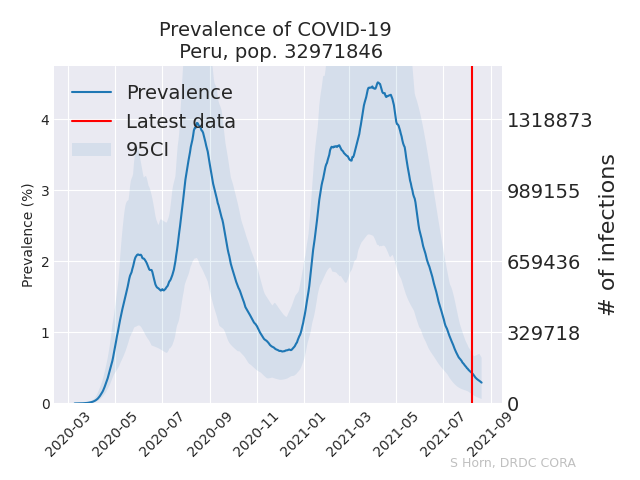 Prevalence of COVID-19
Peru, pop. 32971846
Prevalence
Latest data
95CI
Prevalence (%)
4
3
2
1
0
1318873
989155
659436
329718
0
# of infections
2020-03
2020-05
2020-07
2020-09
2020-11
2021-01
2021-03
2021-05
2021-07
2021-09
S Horn, DRDC CORA